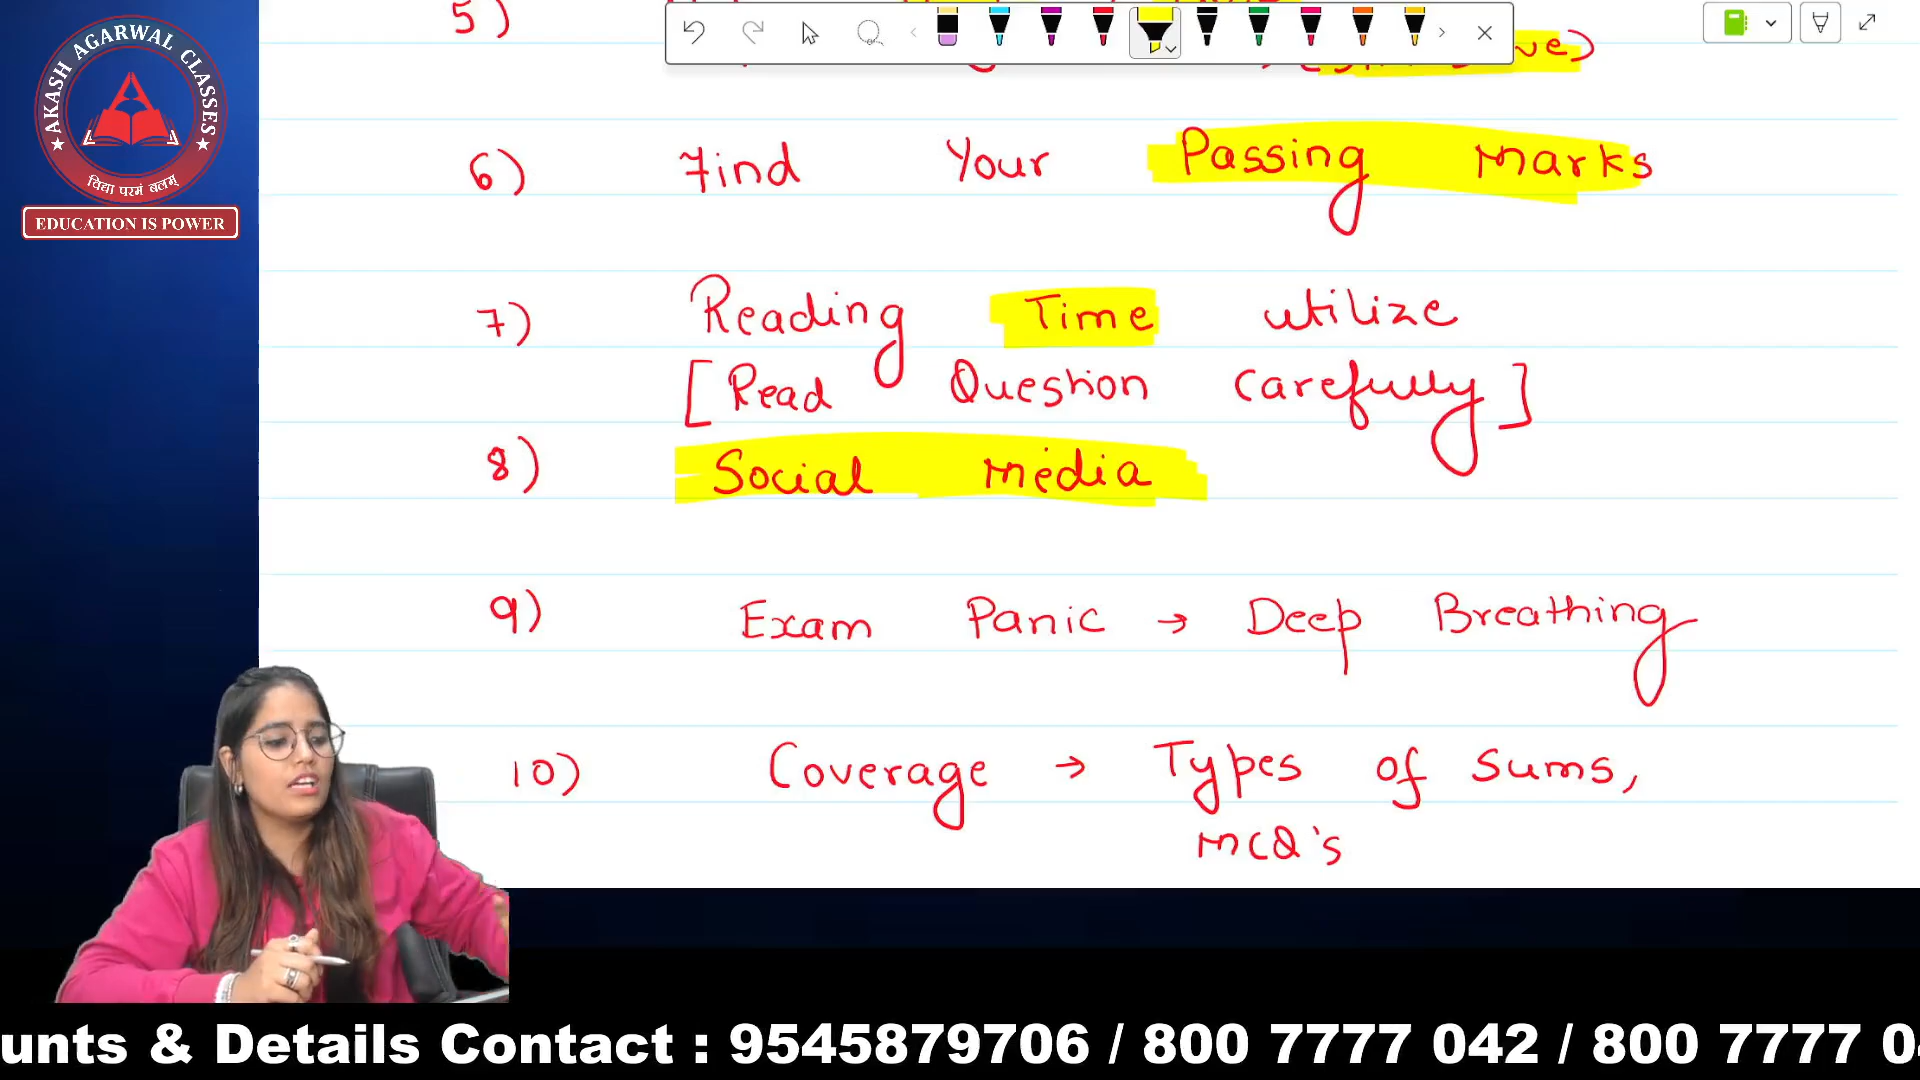 AKASH AGARWAL CLASSES
विद्या परमं बलम्
EDUCATION IS POWER
5)
6) Find Your Passing Marks
7) Reading Time utilize
[Read Question Carefully]
8) Social Media
9) Exam Panic → Deep Breathing
10) Coverage → Types of Sums,
MCQ's
unts & Details Contact : 9545879706 / 800 7777 042 / 800 7777 04